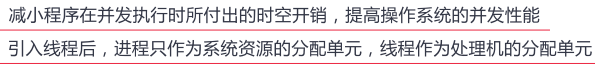 减小程序在并发执行时所付出的时空开销，提高操作系统的并发性能
引入线程后，进程只作为系统资源的分配单元，线程作为处理机的分配单元